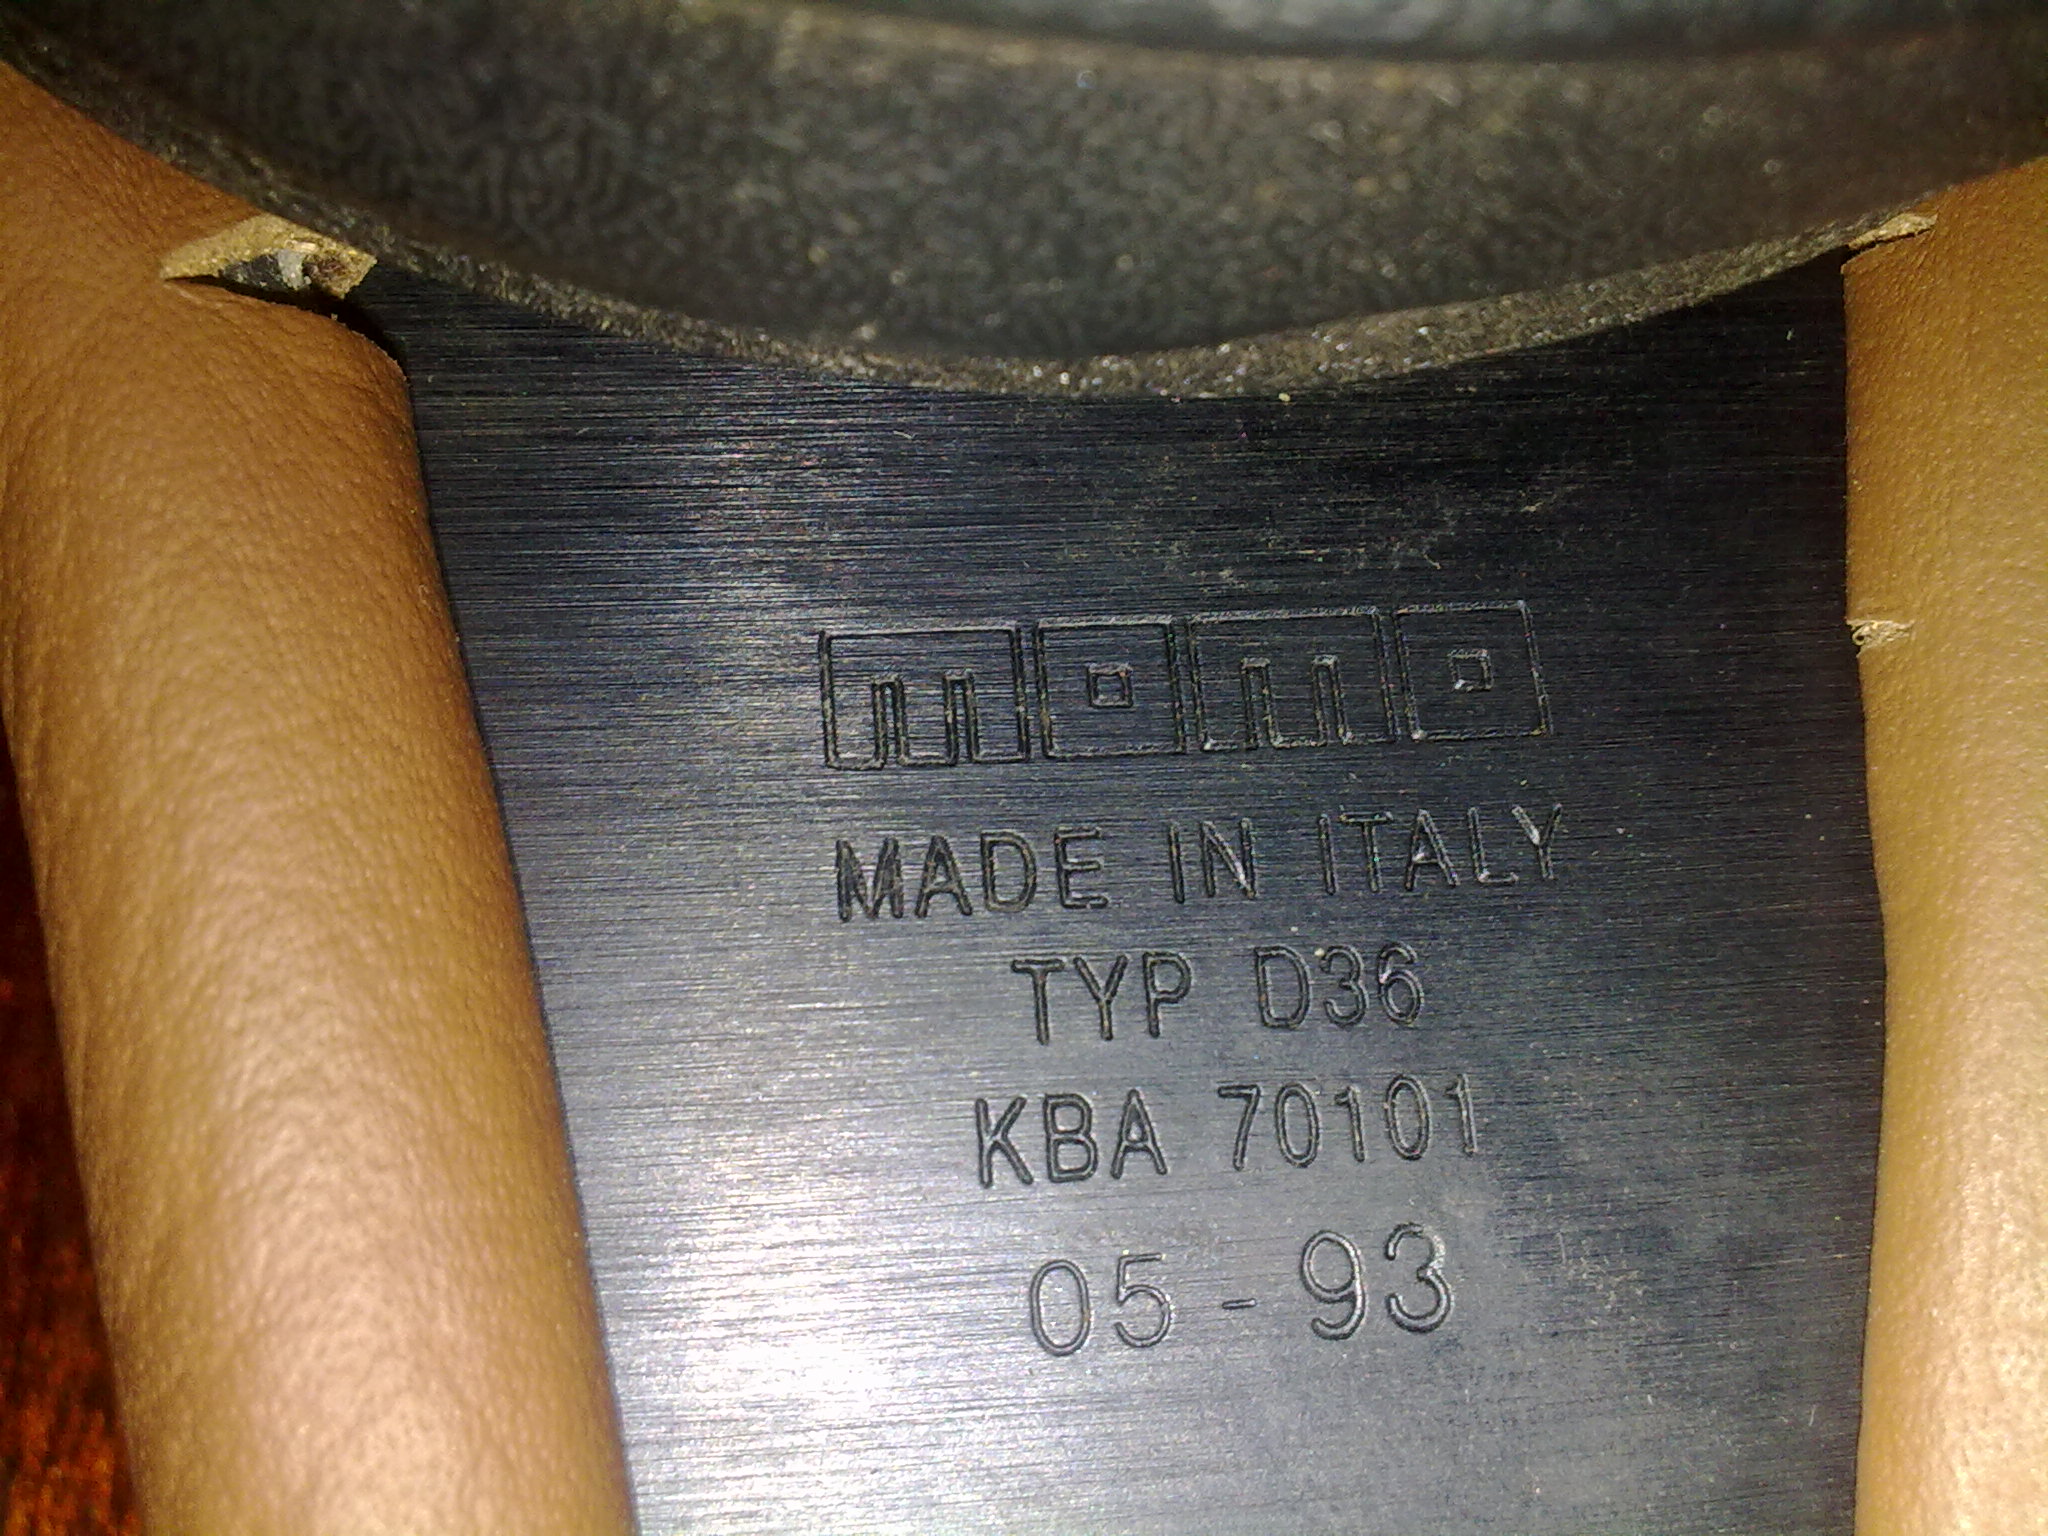 momo
MADE IN ITALY
TYP D36
KBA 70101
05 - 93